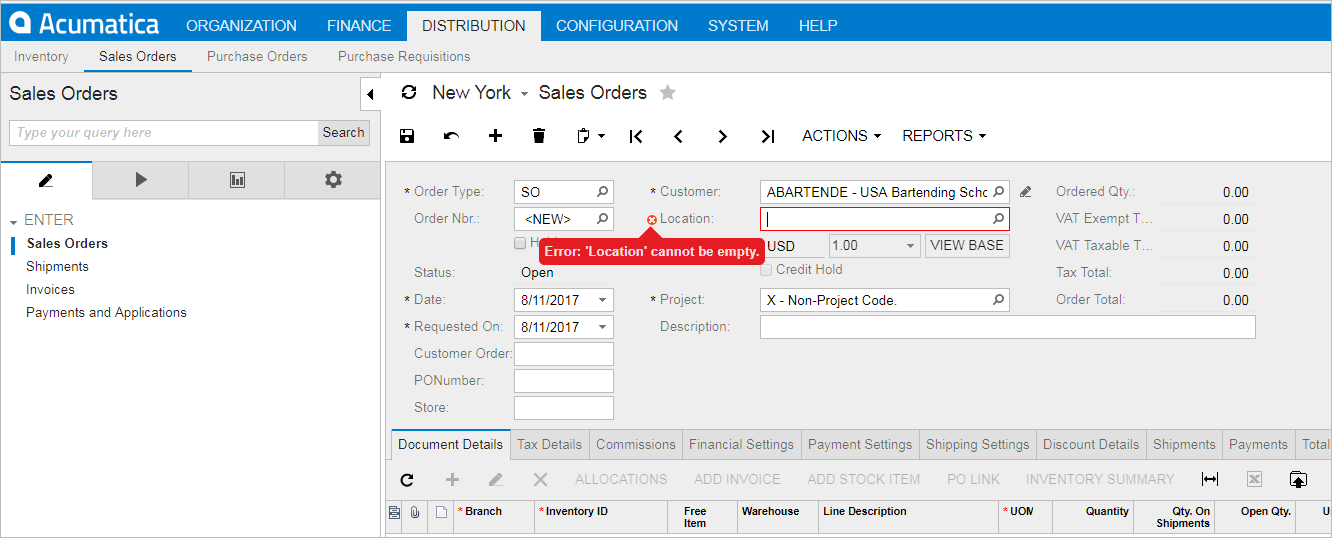 Acumatica ORGANIZATION FINANCE DISTRIBUTION CONFIGURATION SYSTEM HELP
Inventory Sales Orders Purchase Orders Purchase Requisitions
Sales Orders
Type your query here Search
ENTER
Sales Orders
Shipments
Invoices
Payments and Applications
New York Sales Orders
ACTIONS REPORTS
* Order Type: SO * Customer: ABARTENDE - USA Bartending Scho Ordered Qty.: 0.00
Order Nbr.: <NEW> Location: VAT Exempt T... 0.00
Error: 'Location' cannot be empty. USD 1.00 VIEW BASE VAT Taxable T... 0.00
Status: Open Credit Hold Tax Total: 0.00
* Date: 8/11/2017 * Project: X - Non-Project Code. Order Total: 0.00
* Requested On: 8/11/2017 Description:
Customer Order:
PONumber:
Store:
Document Details Tax Details Commissions Financial Settings Payment Settings Shipping Settings Discount Details Shipments Payments Total
ALLOCATIONS ADD INVOICE ADD STOCK ITEM PO LINK INVENTORY SUMMARY
* Branch * Inventory ID Free Item Warehouse Line Description * UOM Quantity Qty. On Shipments Open Qty. U